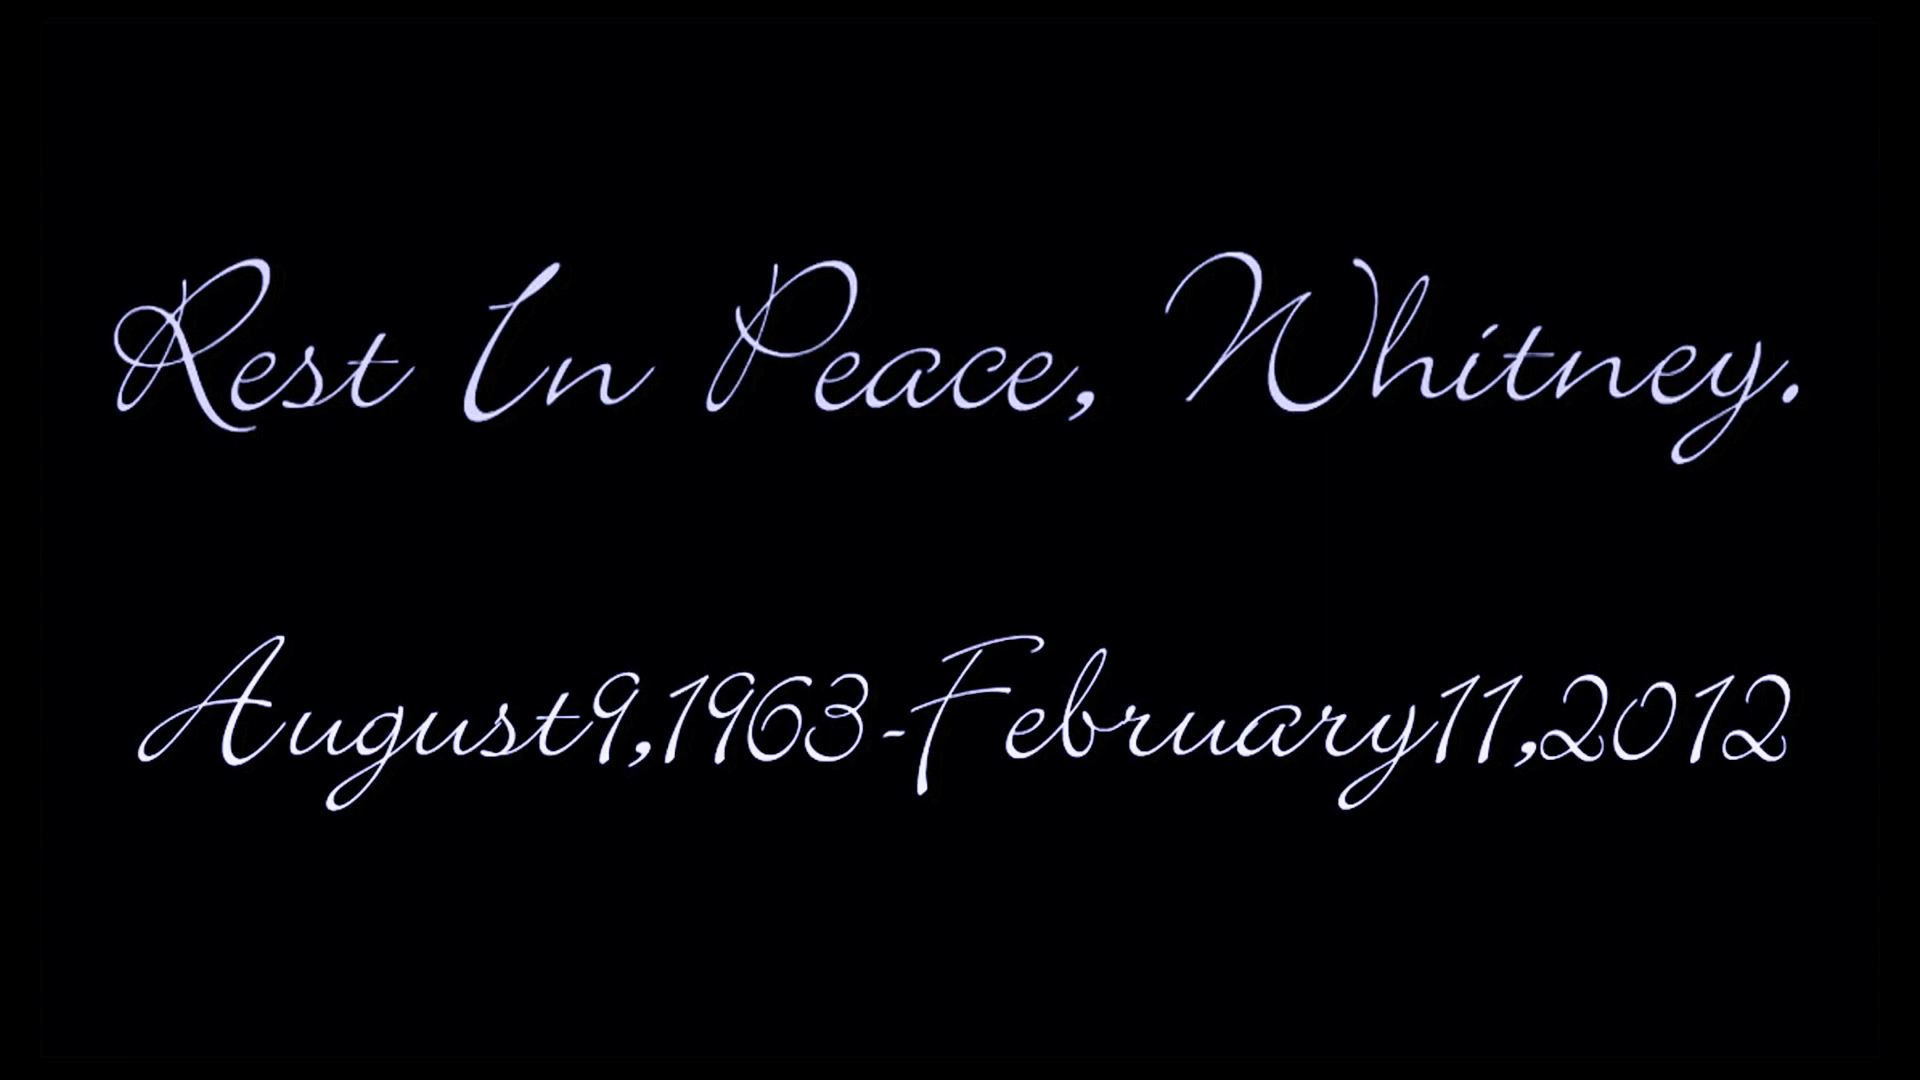 Rest In Peace, Whitney.
August9,1963-February11,2012